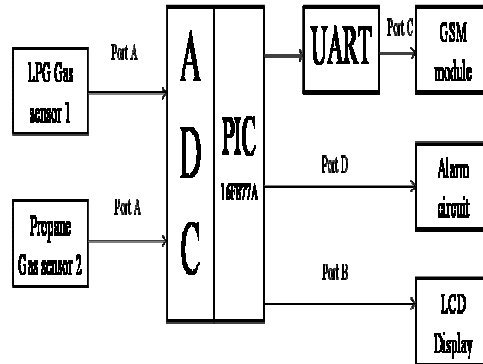 LPG Gas
sensor 1
Port A
Propane
Gas sensor 2
Port A
A
D
C
PIC
16F877A
UART
Port C
GSM
module
Port D
Alarm
circuit
Port B
LCD
Display